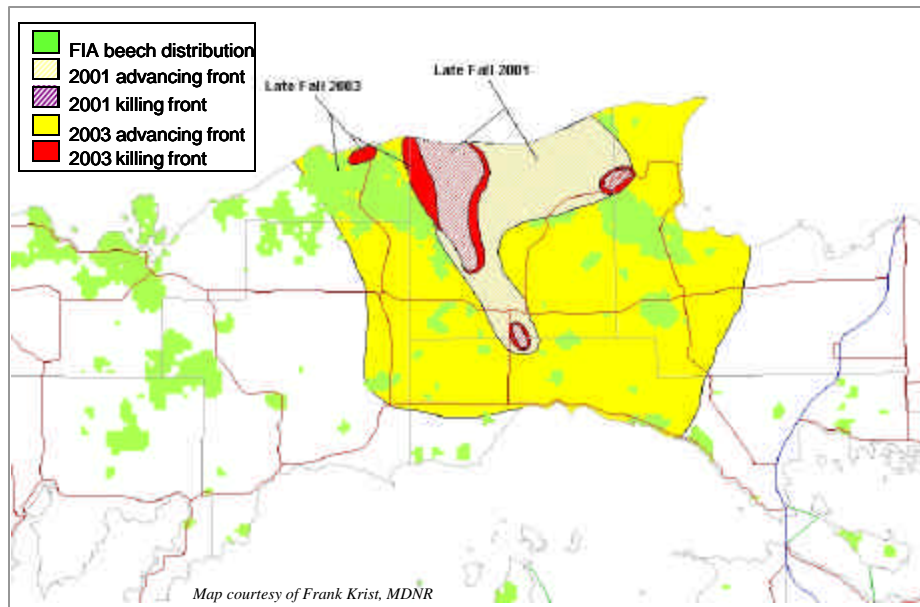 FIA beech distribution
2001 advancing front
2001 killing front
2003 advancing front
2003 killing front
Late Fall 2003
Late Fall 2001
Map courtesy of Frank Krist, MDNR